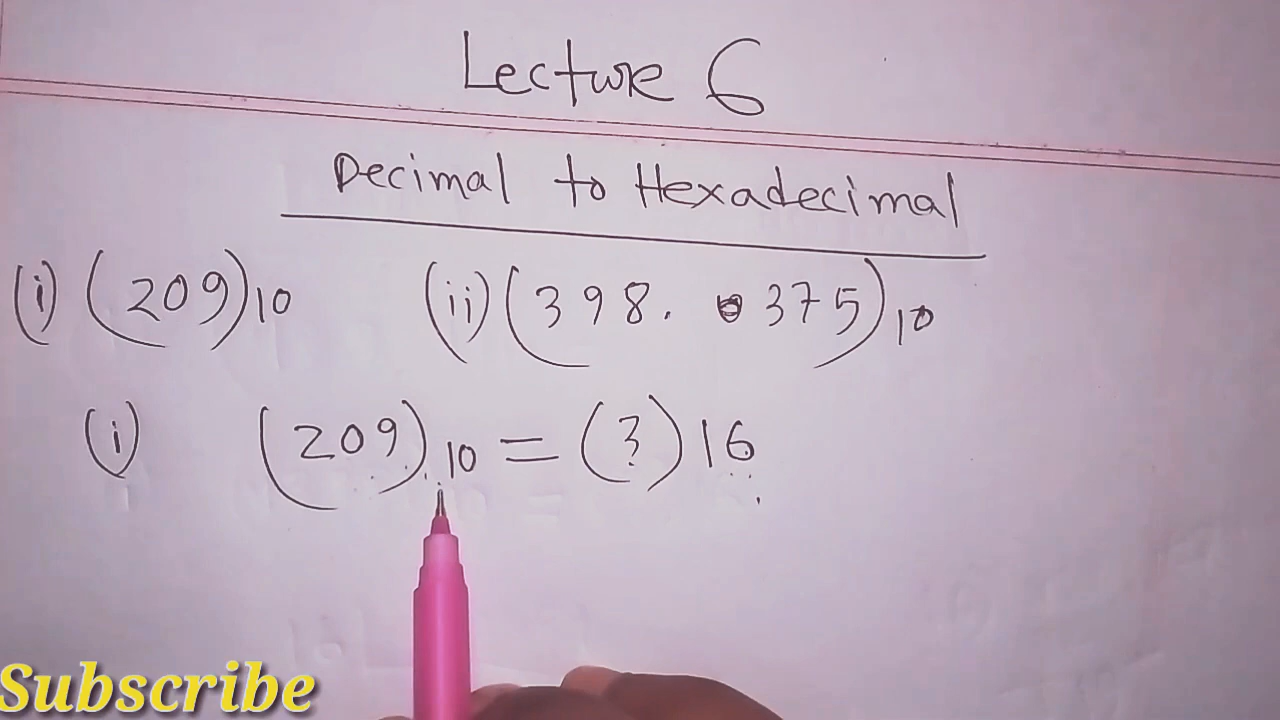 Lecture 6
Decimal to Hexadecimal
(i) (209)10 (ii) (398. 375)10
(i) (209)10 = (?)16
Subscribe